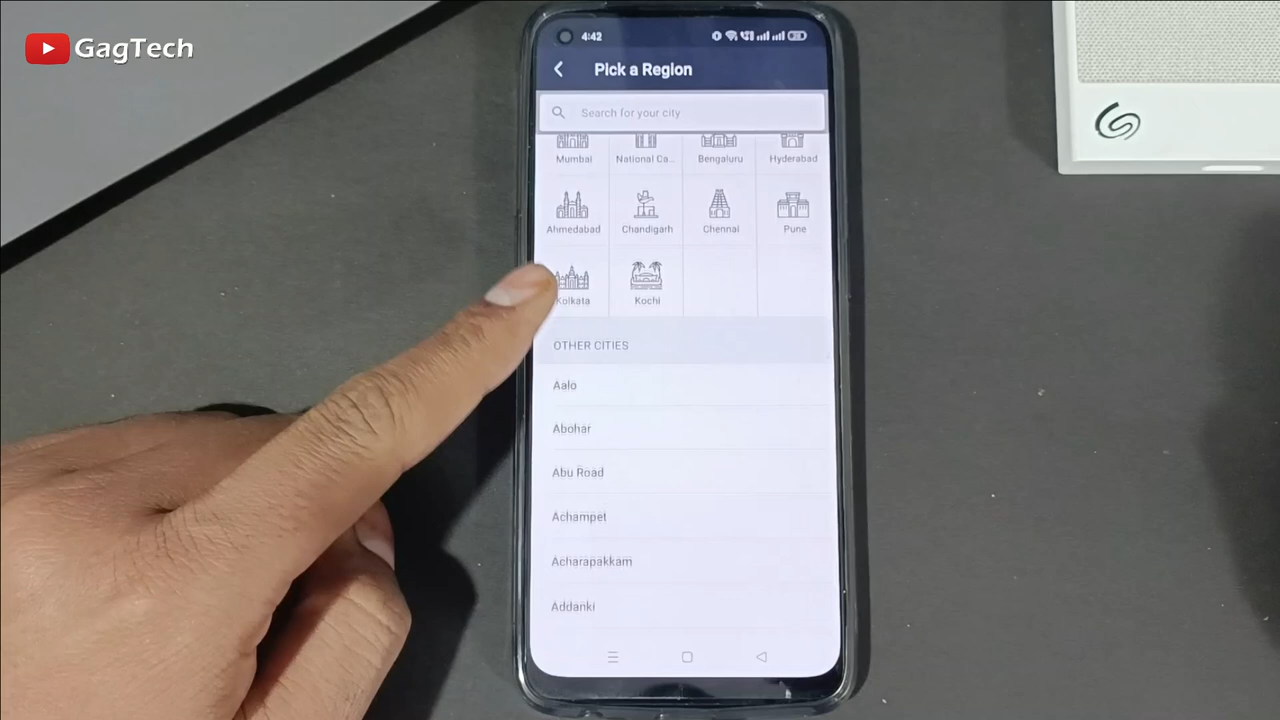 GagTech
4:42
Pick a Region
Search for your city
Mumbai National Ca... Bengaluru Hyderabad
Ahmedabad Chandigarh Chennai Pune
Kolkata Kochi
OTHER CITIES
Aalo
Abohar
Abu Road
Achampet
Acharapakkam
Addanki